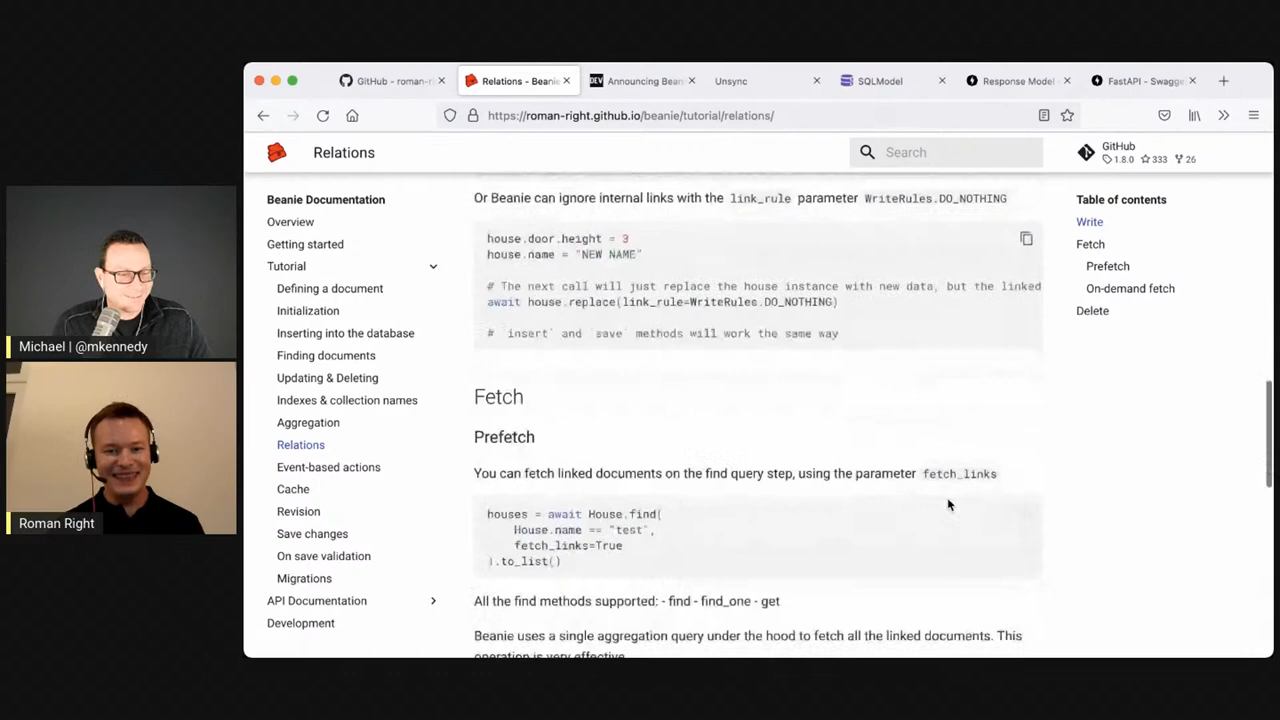 GitHub - roman-ri
Relations - Beanie
DEV
Announcing Bean
Unsync
SQLModel
Response Model -
FastAPI - Swagge
https://roman-right.github.io/beanie/tutorial/relations/
Relations
Search
GitHub
1.8.0 333 26
Michael | @mkennedy
Roman Right
Beanie Documentation
Overview
Getting started
Tutorial
Defining a document
Initialization
Inserting into the database
Finding documents
Updating & Deleting
Indexes & collection names
Aggregation
Relations
Event-based actions
Cache
Revision
Save changes
On save validation
Migrations
API Documentation
Development
Or Beanie can ignore internal links with the link_rule parameter WriteRules.DO_NOTHING
house.door.height = 3
house.name = "NEW NAME"
# The next call will just replace the house instance with new data, but the linked
await house.replace(link_rule=WriteRules.DO_NOTHING)
# `insert` and `save` methods will work the same way
Fetch
Prefetch
You can fetch linked documents on the find query step, using the parameter fetch_links
houses = await House.find(
House.name == "test",
fetch_links=True
).to_list()
All the find methods supported: - find - find_one - get
Beanie uses a single aggregation query under the hood to fetch all the linked documents. This
operation is very effective.
Table of contents
Write
Fetch
Prefetch
On-demand fetch
Delete